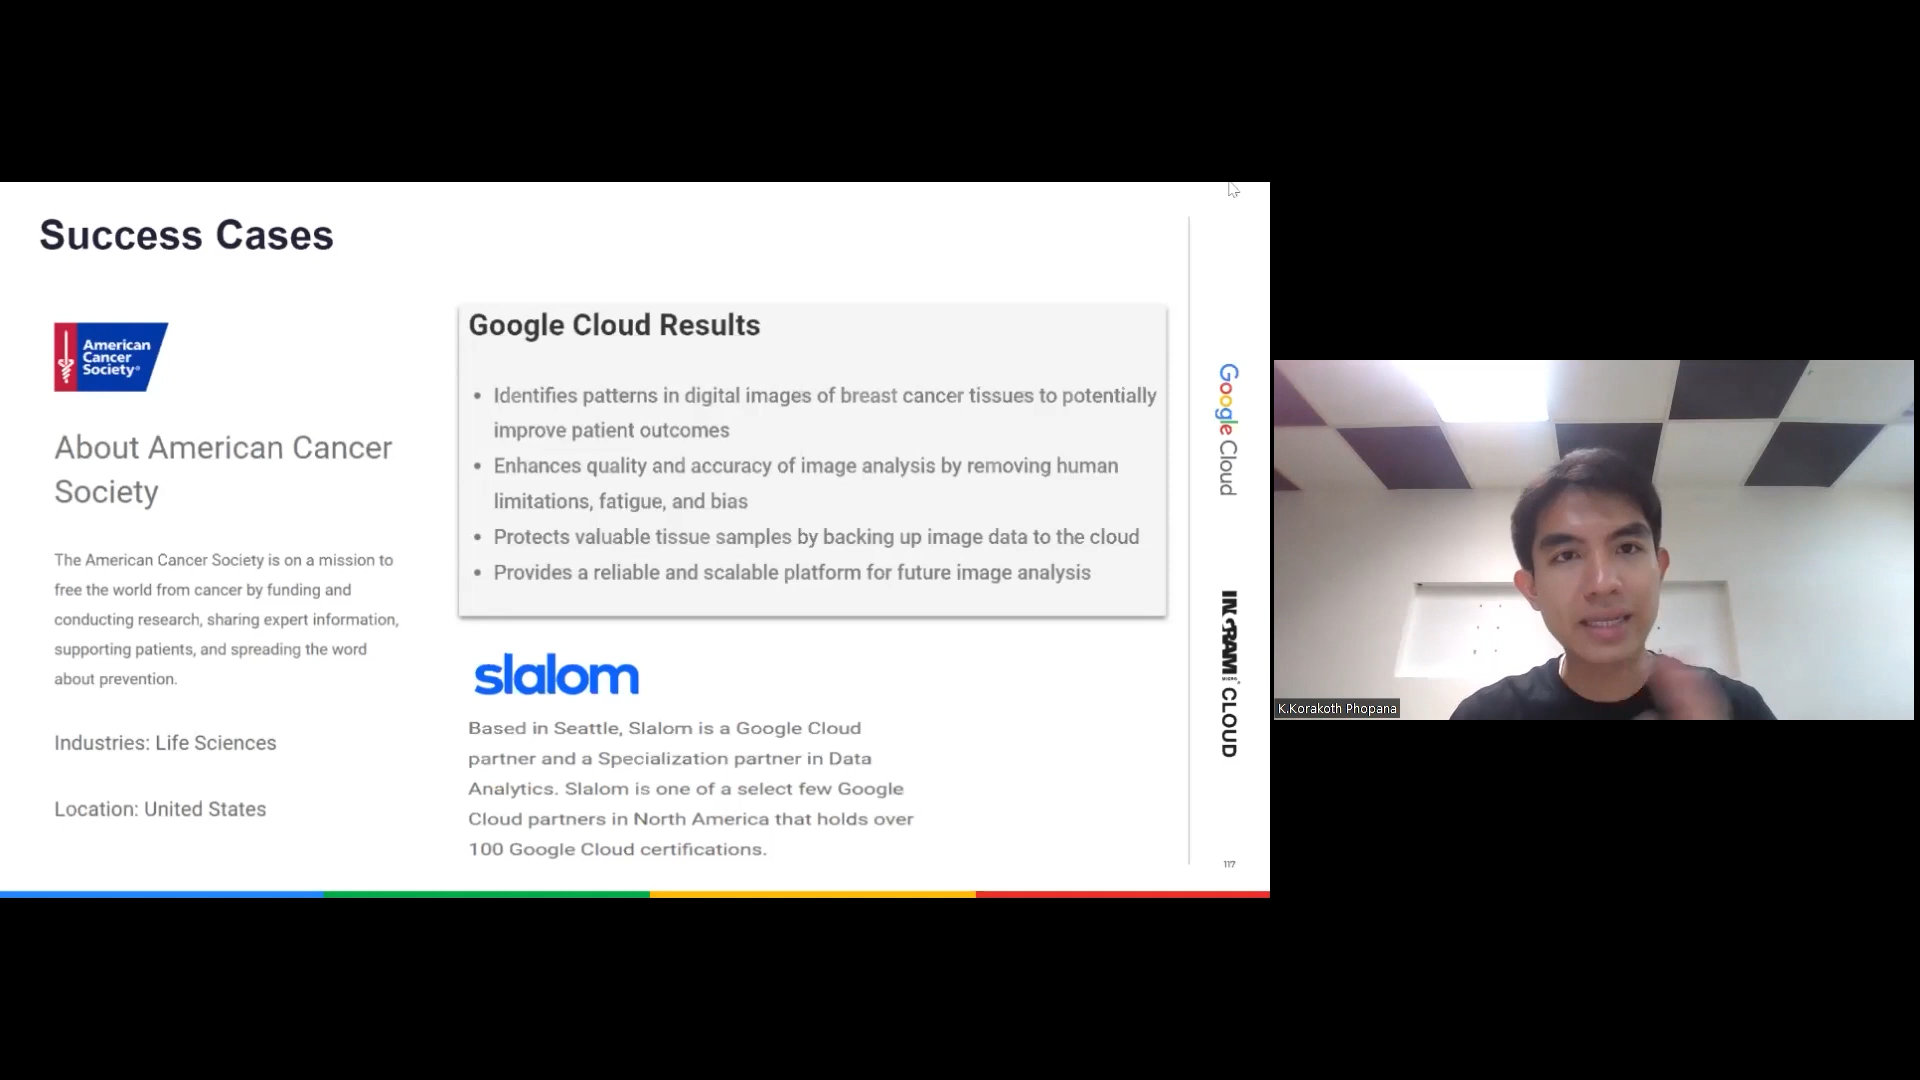 Success Cases
American
Cancer
Society®
About American Cancer
Society
The American Cancer Society is on a mission to
free the world from cancer by funding and
conducting research, sharing expert information,
supporting patients, and spreading the word
about prevention.
Industries: Life Sciences
Location: United States
Google Cloud Results
• Identifies patterns in digital images of breast cancer tissues to potentially
improve patient outcomes
• Enhances quality and accuracy of image analysis by removing human
limitations, fatigue, and bias
• Protects valuable tissue samples by backing up image data to the cloud
• Provides a reliable and scalable platform for future image analysis
slalom
Based in Seattle, Slalom is a Google Cloud
partner and a Specialization partner in Data
Analytics. Slalom is one of a select few Google
Cloud partners in North America that holds over
100 Google Cloud certifications.
Google Cloud
INGRAM MICRO CLOUD
117
K.Korakoth Phopana